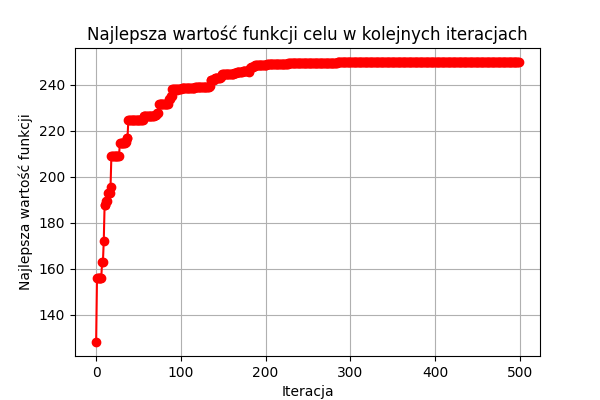 Najlepsza wartość funkcji celu w kolejnych iteracjach
Najlepsza wartość funkcji
240
220
200
180
160
140
0 100 200 300 400 500
Iteracja